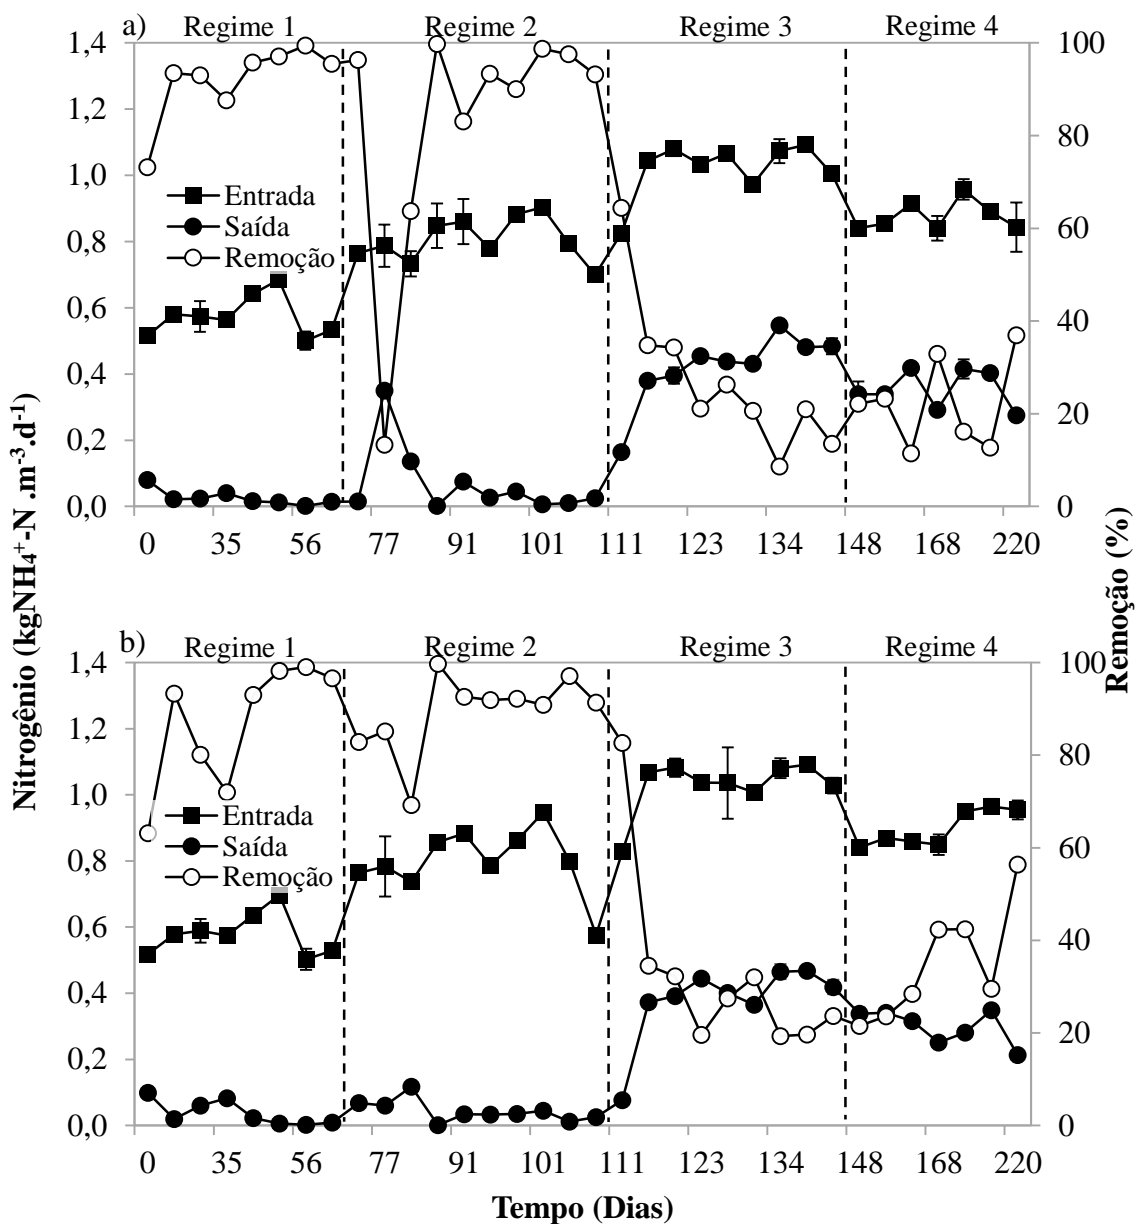 a)
Regime 1 Regime 2 Regime 3 Regime 4
1,4 100
1,2
80
1,0
Entrada
Saída
Remoção
0,8
60
0,6
40
0,4
20
0,2
0,0 0
0 35 56 77 91 101 111 123 134 148 168 220
Nitrogênio (kgNH₄⁺-N .m⁻³.d⁻¹)
Remoção (%)
b)
Regime 1 Regime 2 Regime 3 Regime 4
1,4 100
1,2
80
1,0
Entrada
Saída
Remoção
0,8
60
0,6
40
0,4
20
0,2
0,0 0
0 35 56 77 91 101 111 123 134 148 168 220
Tempo (Dias)